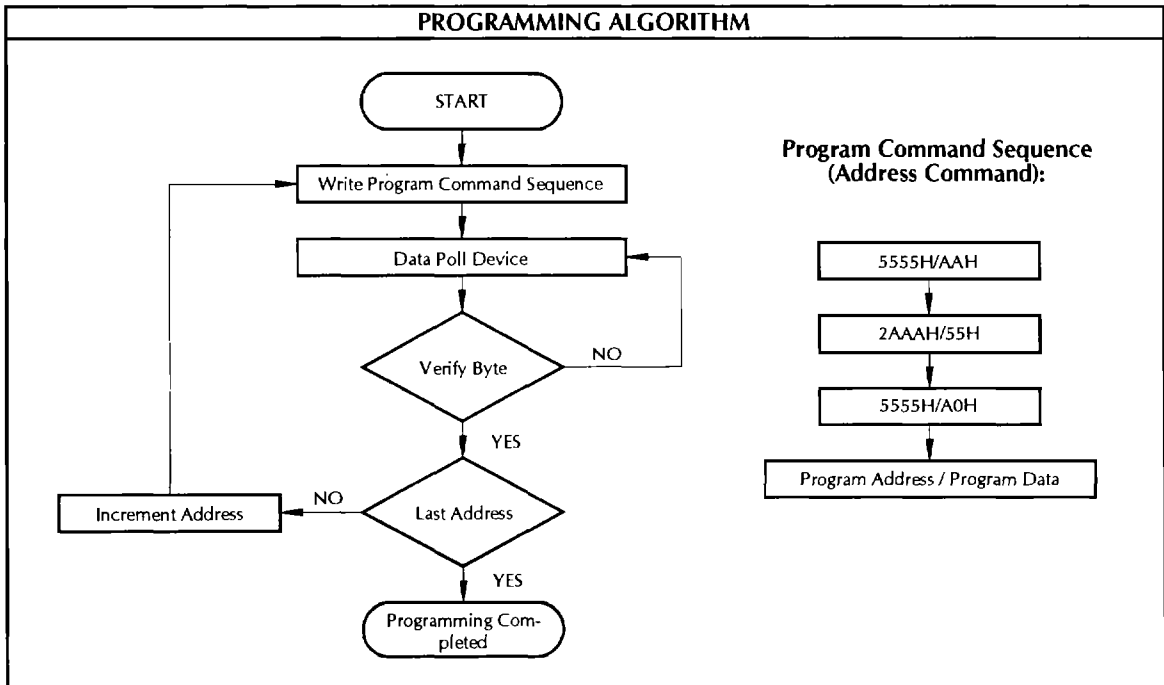 PROGRAMMING ALGORITHM
START
Write Program Command Sequence
Data Poll Device
Verify Byte
NO
YES
Last Address
NO
Increment Address
YES
Programming Com-
pleted
Program Command Sequence
(Address Command):
5555H/AAH
2AAAH/55H
5555H/A0H
Program Address / Program Data